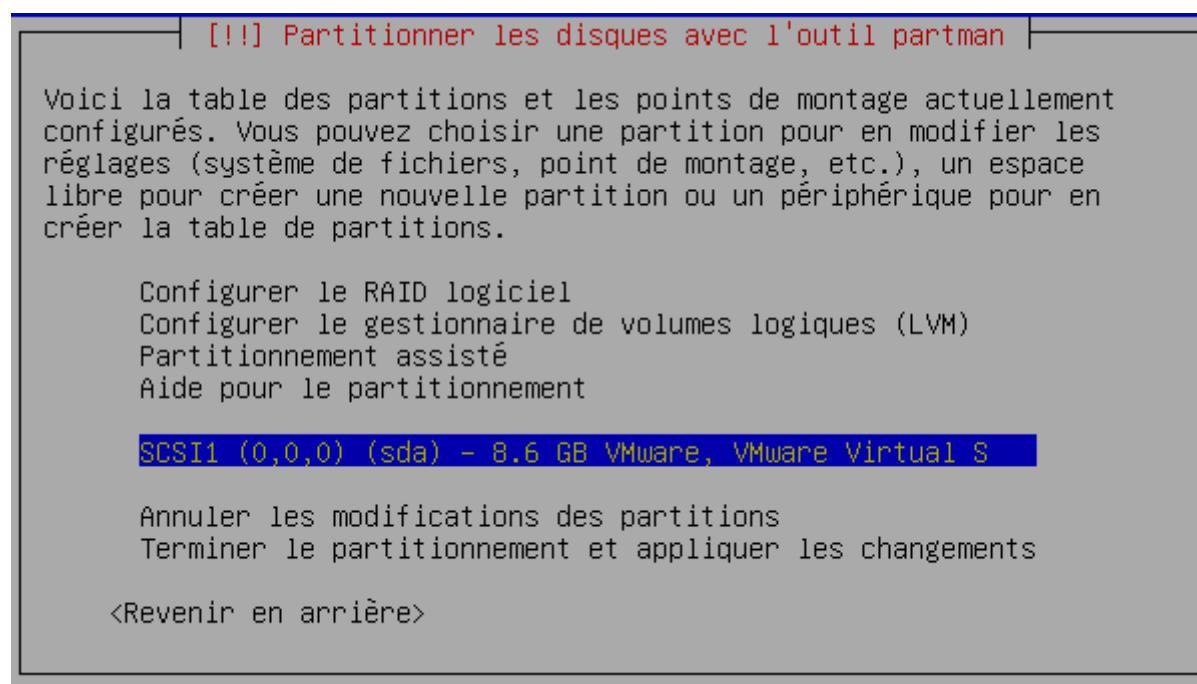 [!!] Partitionner les disques avec l'outil partman
Voici la table des partitions et les points de montage actuellement
configurés. Vous pouvez choisir une partition pour en modifier les
réglages (système de fichiers, point de montage, etc.), un espace
libre pour créer une nouvelle partition ou un périphérique pour en
créer la table de partitions.
Configurer le RAID logiciel
Configurer le gestionnaire de volumes logiques (LVM)
Partitionnement assisté
Aide pour le partitionnement
SCSI1 (0,0,0) (sda) - 8.6 GB VMware, VMware Virtual S
Annuler les modifications des partitions
Terminer le partitionnement et appliquer les changements
<Revenir en arrière>